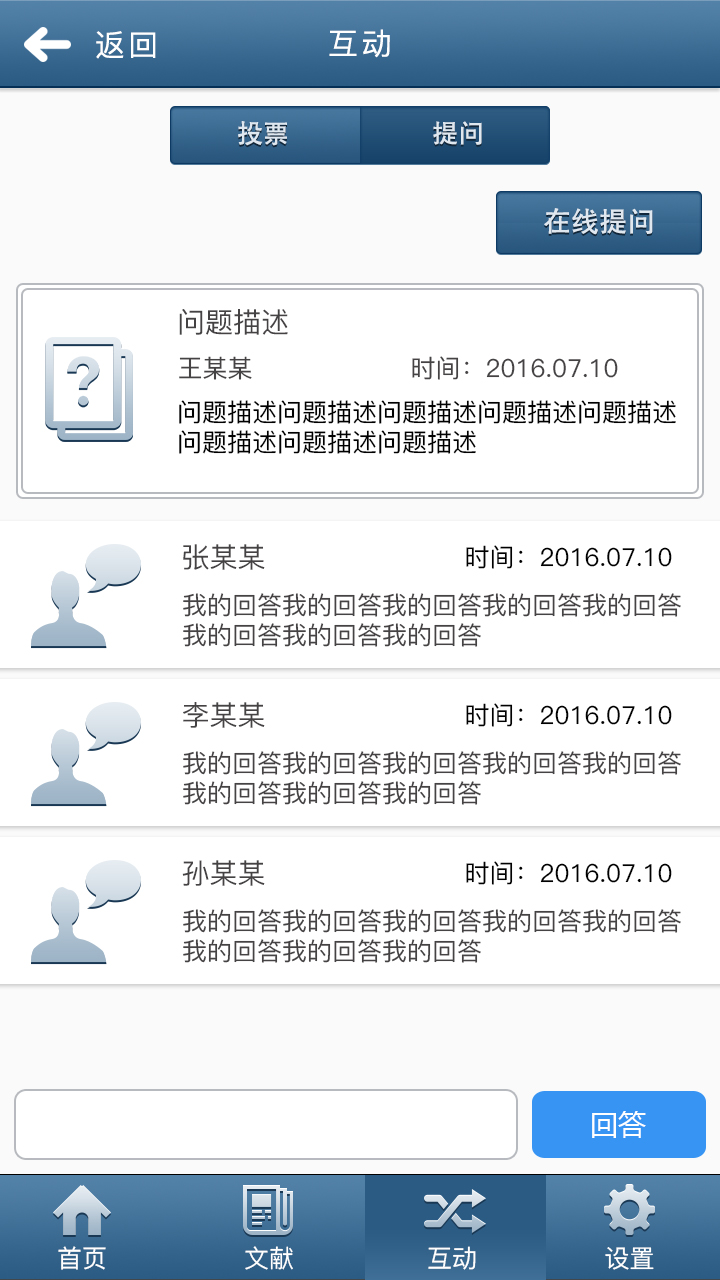 返回
互动
投票
提问
在线提问
?
问题描述
王某某
时间：2016.07.10
问题描述问题描述问题描述问题描述问题描述
问题描述问题描述问题描述
张某某
时间：2016.07.10
我的回答我的回答我的回答我的回答我的回答
我的回答我的回答我的回答
李某某
时间：2016.07.10
我的回答我的回答我的回答我的回答我的回答
我的回答我的回答我的回答
孙某某
时间：2016.07.10
我的回答我的回答我的回答我的回答我的回答
我的回答我的回答我的回答
回答
首页
文献
互动
设置